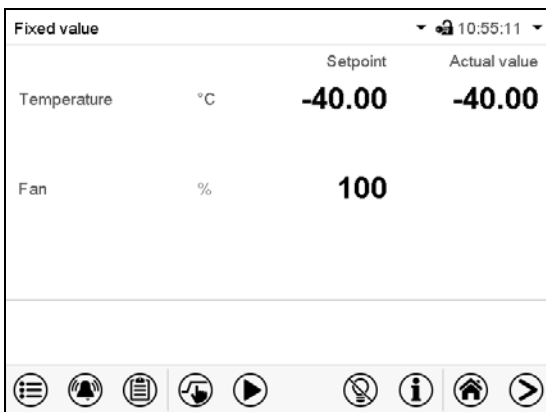 Fixed value 10:55:11
Setpoint Actual value
Temperature °C -40.00 -40.00
Fan % 100